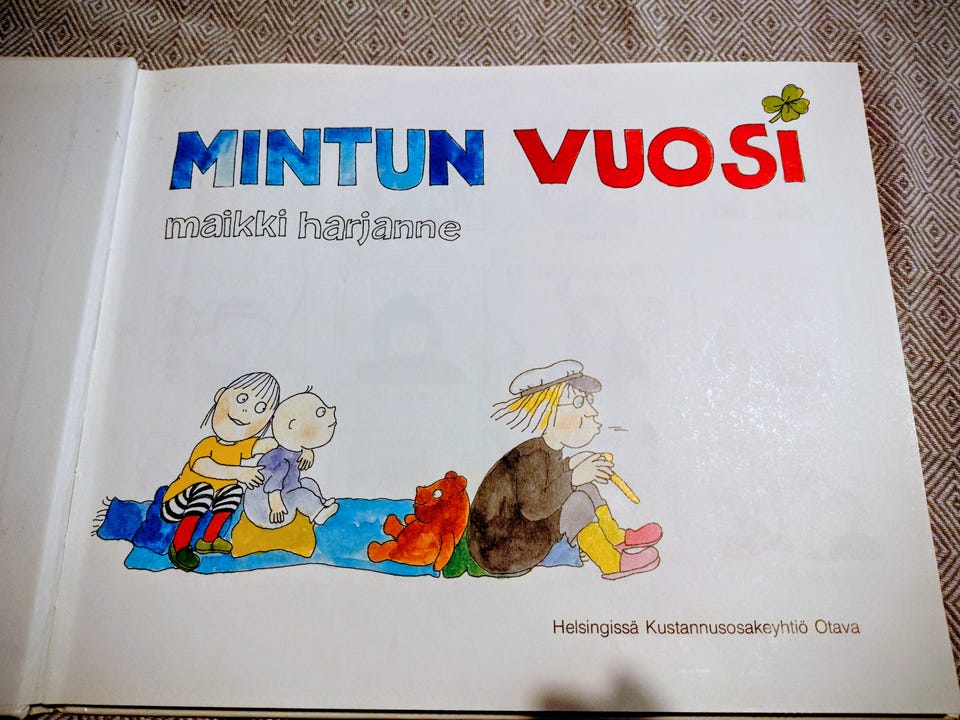 MINTUN VUOSI
maikki harjanne
Helsingissä Kustannusosakeyhtiö Otava